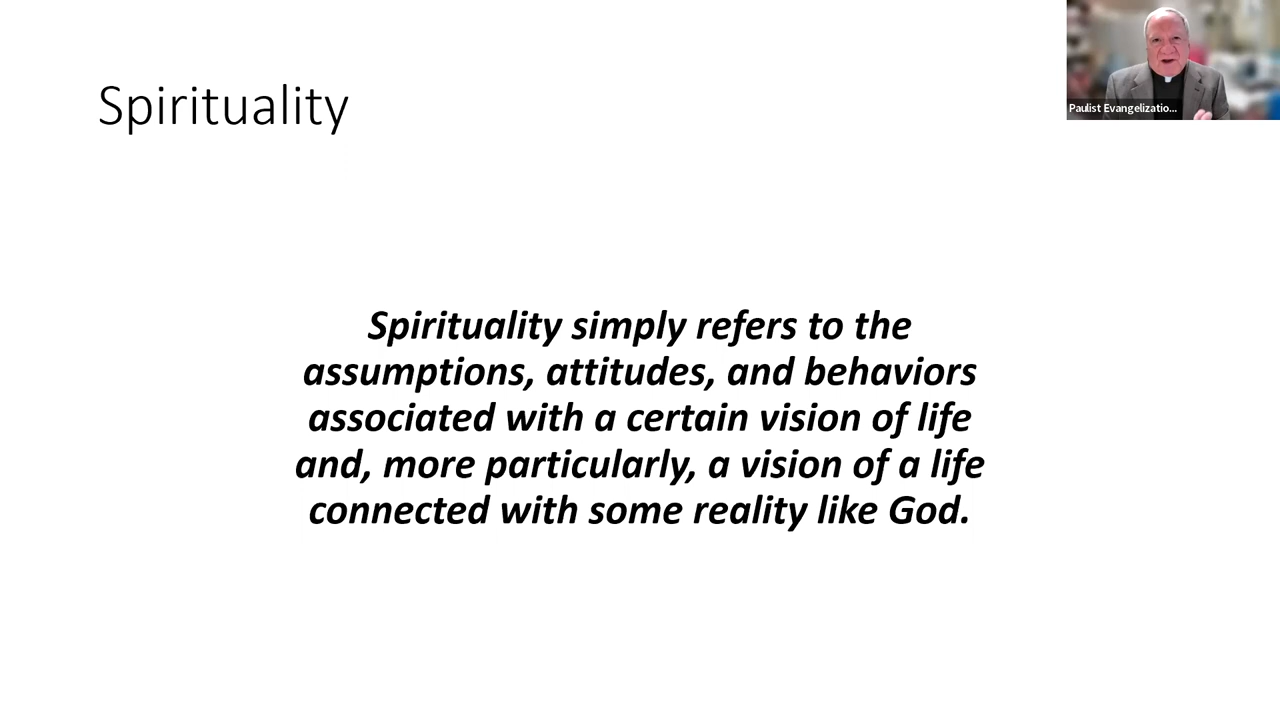 Spirituality
Paulist Evangelizatio...
Spirituality simply refers to the
assumptions, attitudes, and behaviors
associated with a certain vision of life
and, more particularly, a vision of a life
connected with some reality like God.